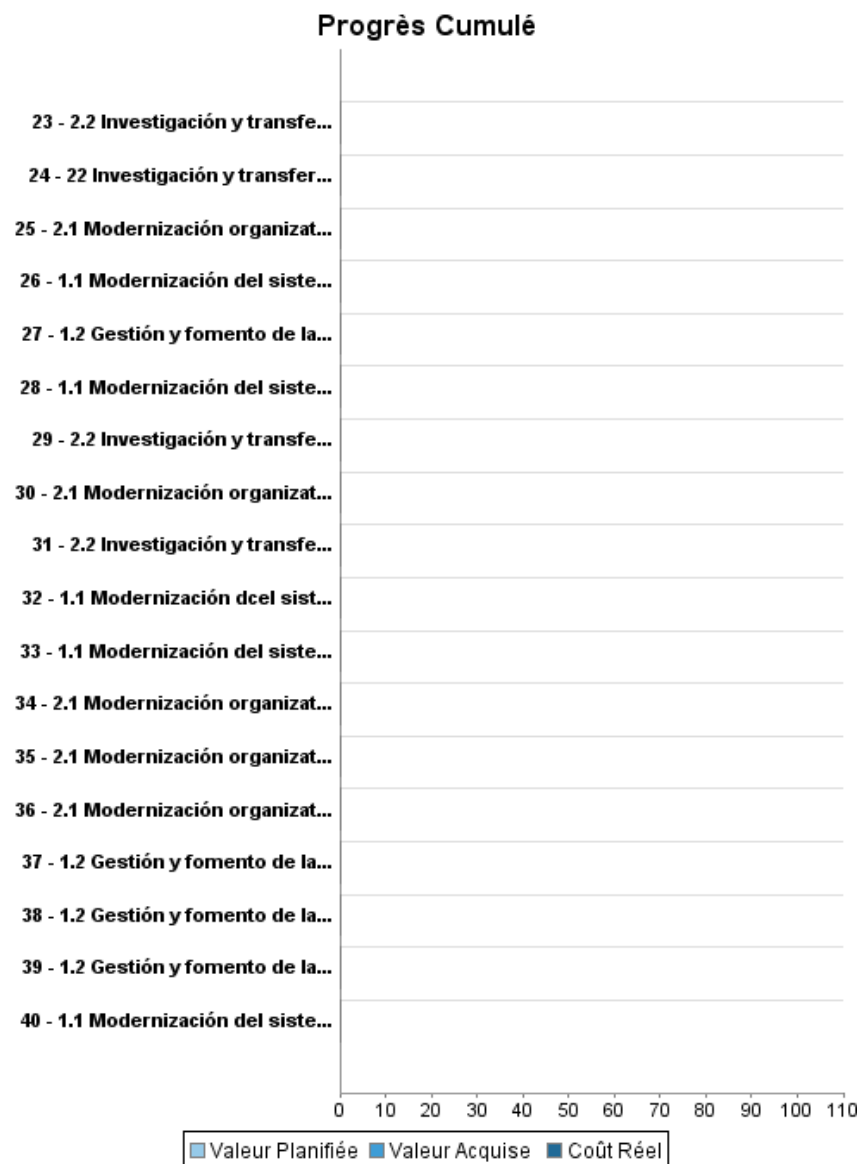 Progrès Cumulé
23 - 2.2 Investigación y transfe...
24 - 22 Investigación y transfer...
25 - 2.1 Modernización organizat...
26 - 1.1 Modernización del siste...
27 - 1.2 Gestión y fomento de la...
28 - 1.1 Modernización del siste...
29 - 2.2 Investigación y transfe...
30 - 2.1 Modernización organizat...
31 - 2.2 Investigación y transfe...
32 - 1.1 Modernización dcel sist...
33 - 1.1 Modernización del siste...
34 - 2.1 Modernización organizat...
35 - 2.1 Modernización organizat...
36 - 2.1 Modernización organizat...
37 - 1.2 Gestión y fomento de la...
38 - 1.2 Gestión y fomento de la...
39 - 1.2 Gestión y fomento de la...
40 - 1.1 Modernización del siste...
0 10 20 30 40 50 60 70 80 90 100 110
Valeur Planifiée Valeur Acquise Coût Réel